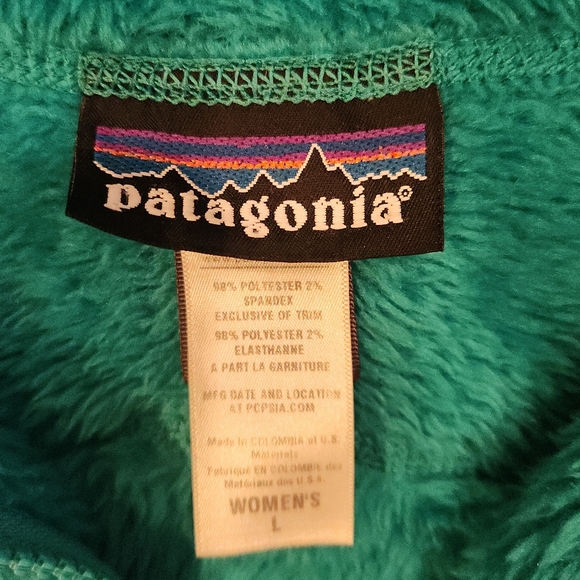 patagonia®
98% POLYESTER 2%
SPANDEX
EXCLUSIVE OF TRIM
98% POLYESTER 2%
ELASTHANNE
A PART LA GARNITURE
MFG DATE AND LOCATION
AT PCPSIA.COM
Made in COLOMBIA of U.S.
Materials
Fabrique EN COLOMBIE des
Matériaux des U.S.A.
WOMEN'S
L